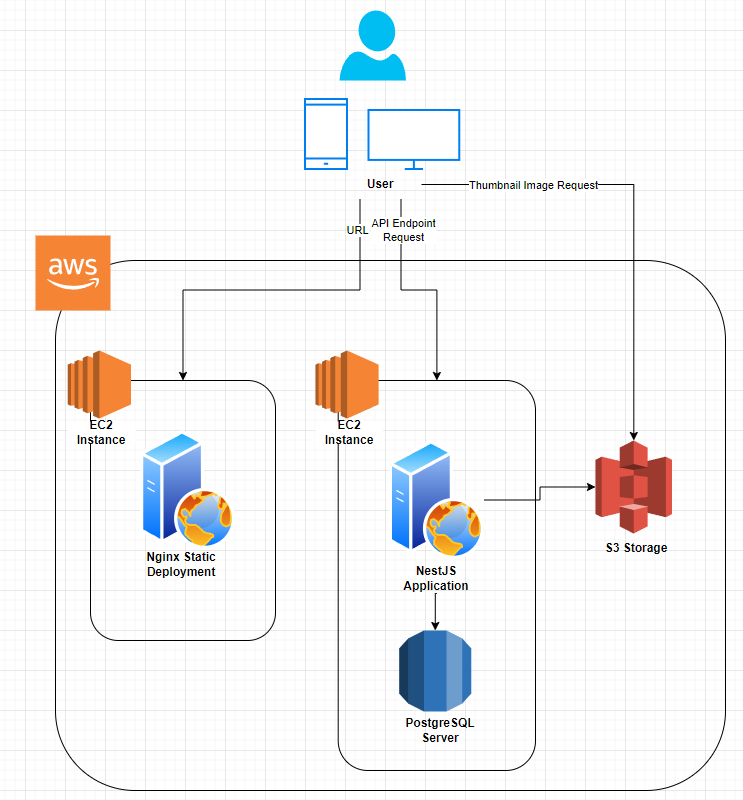 User
Thumbnail Image Request
URL
API Endpoint
Request
aws
EC2
Instance
EC2
Instance
Nginx Static
Deployment
NestJS
Application
S3 Storage
PostgreSQL
Server